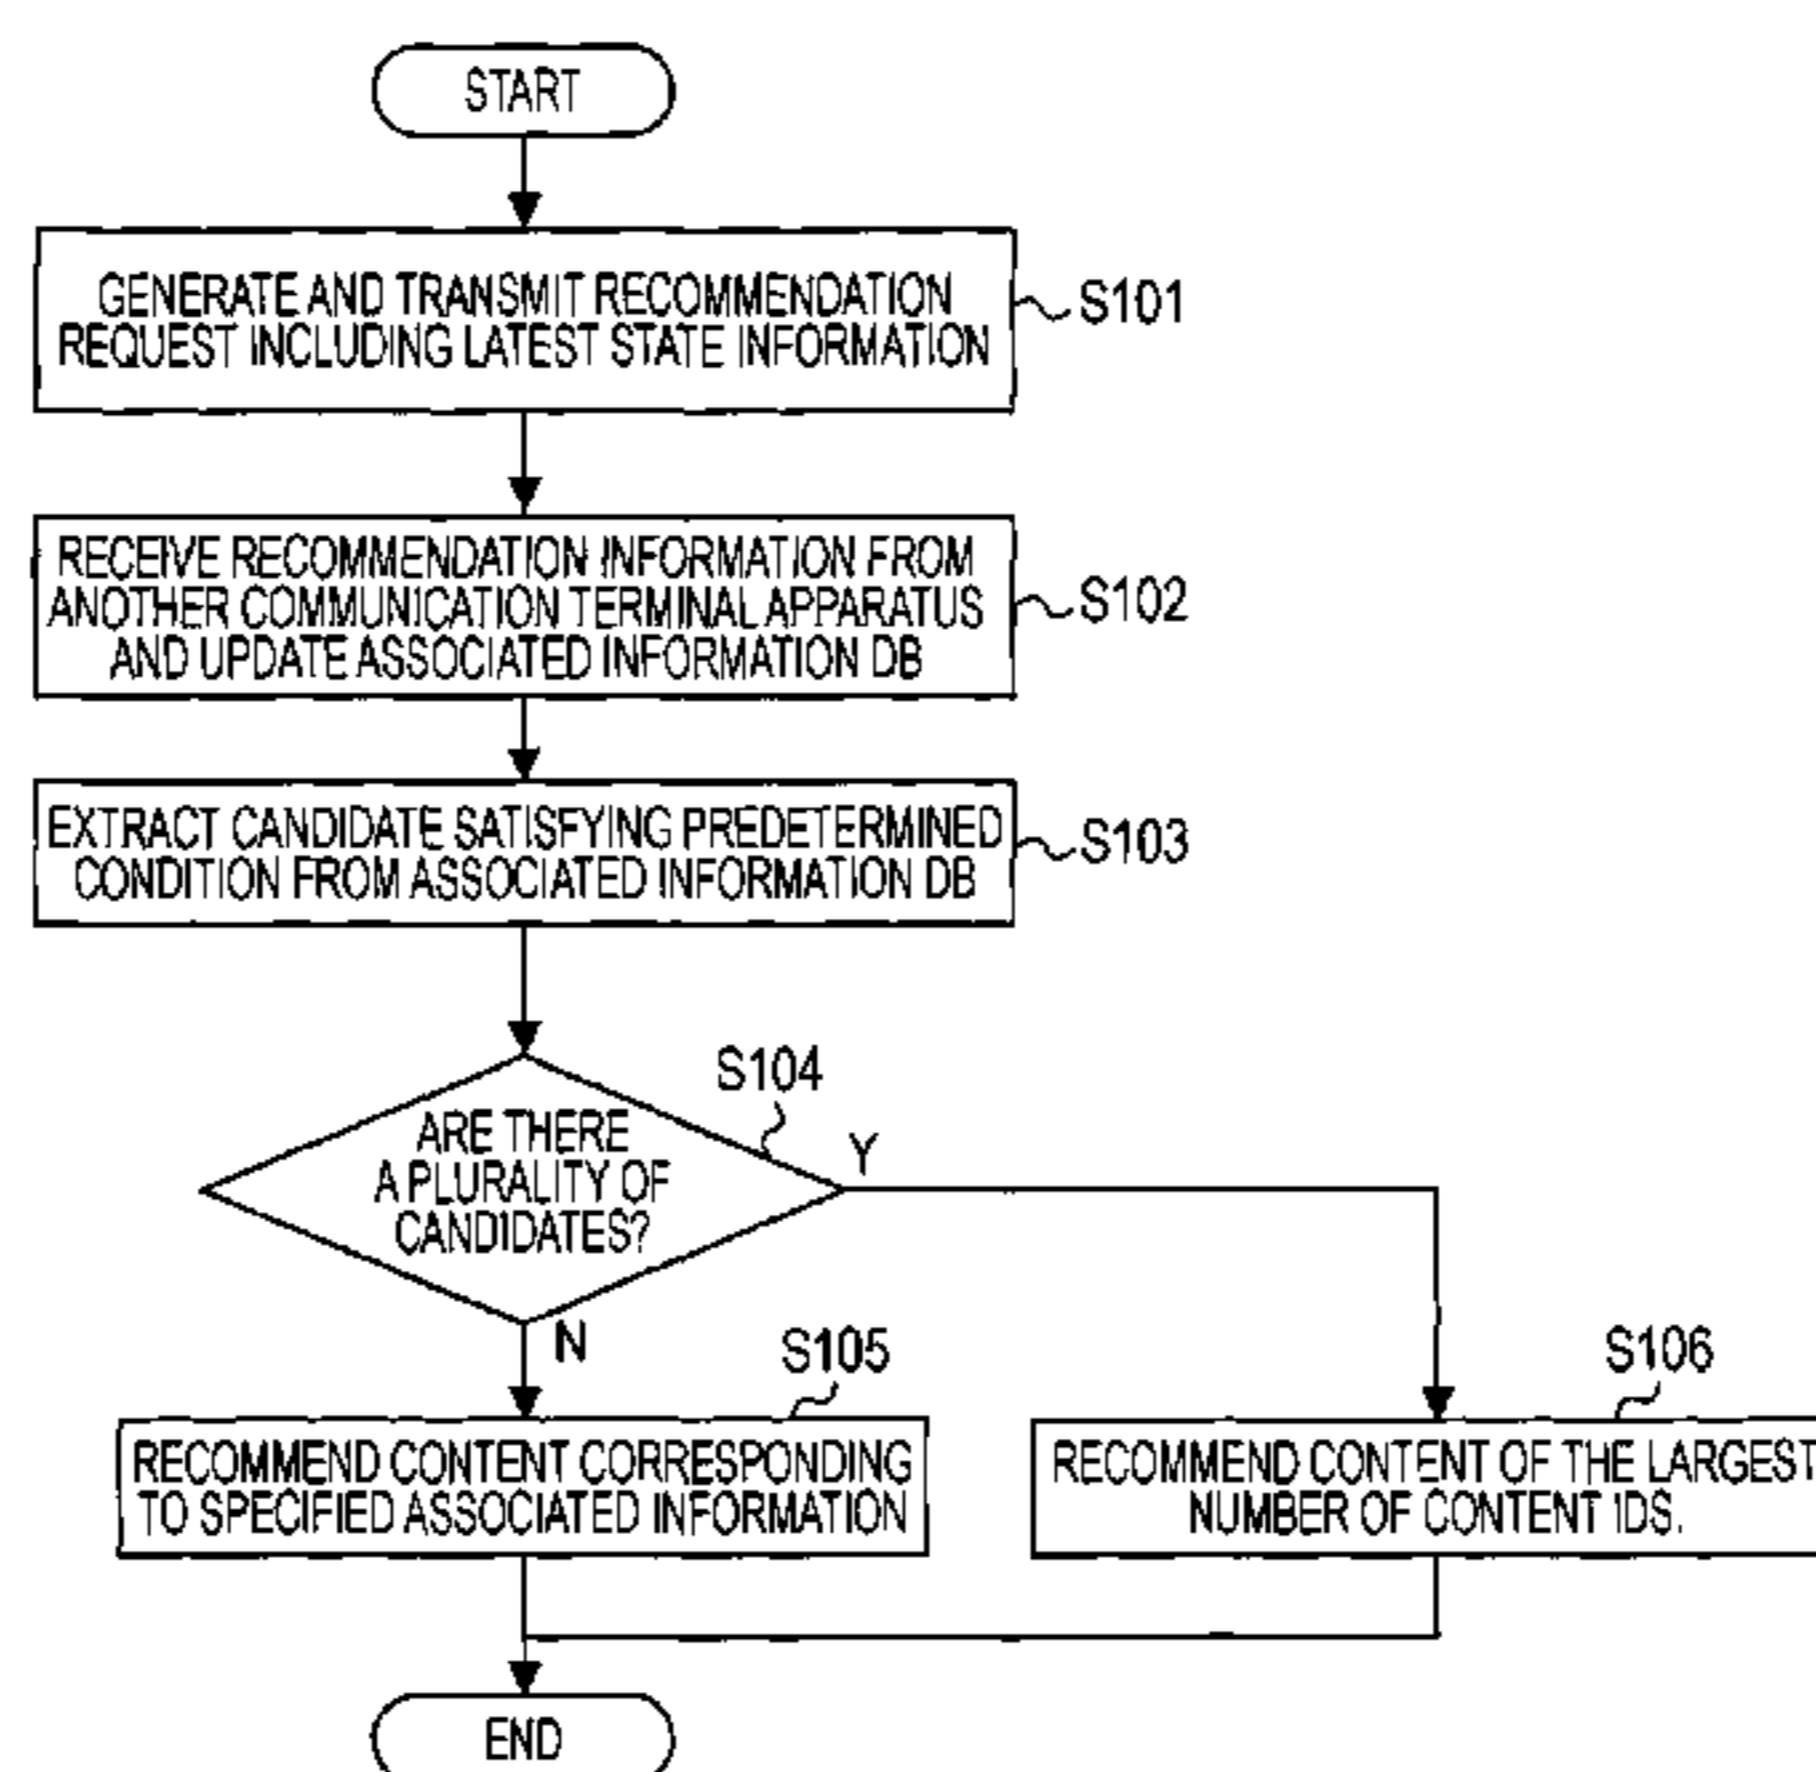 START
GENERATE AND TRANSMIT RECOMMENDATION
REQUEST INCLUDING LATEST STATE INFORMATION
S101
RECEIVE RECOMMENDATION INFORMATION FROM
ANOTHER COMMUNICATION TERMINAL APPARATUS
AND UPDATE ASSOCIATED INFORMATION DB
S102
EXTRACT CANDIDATE SATISFYING PREDETERMINED
CONDITION FROM ASSOCIATED INFORMATION DB
S103
S104
ARE THERE
A PLURALITY OF
CANDIDATES?
Y
N
S105
RECOMMEND CONTENT CORRESPONDING
TO SPECIFIED ASSOCIATED INFORMATION
S106
RECOMMEND CONTENT OF THE LARGEST
NUMBER OF CONTENT IDS.
END